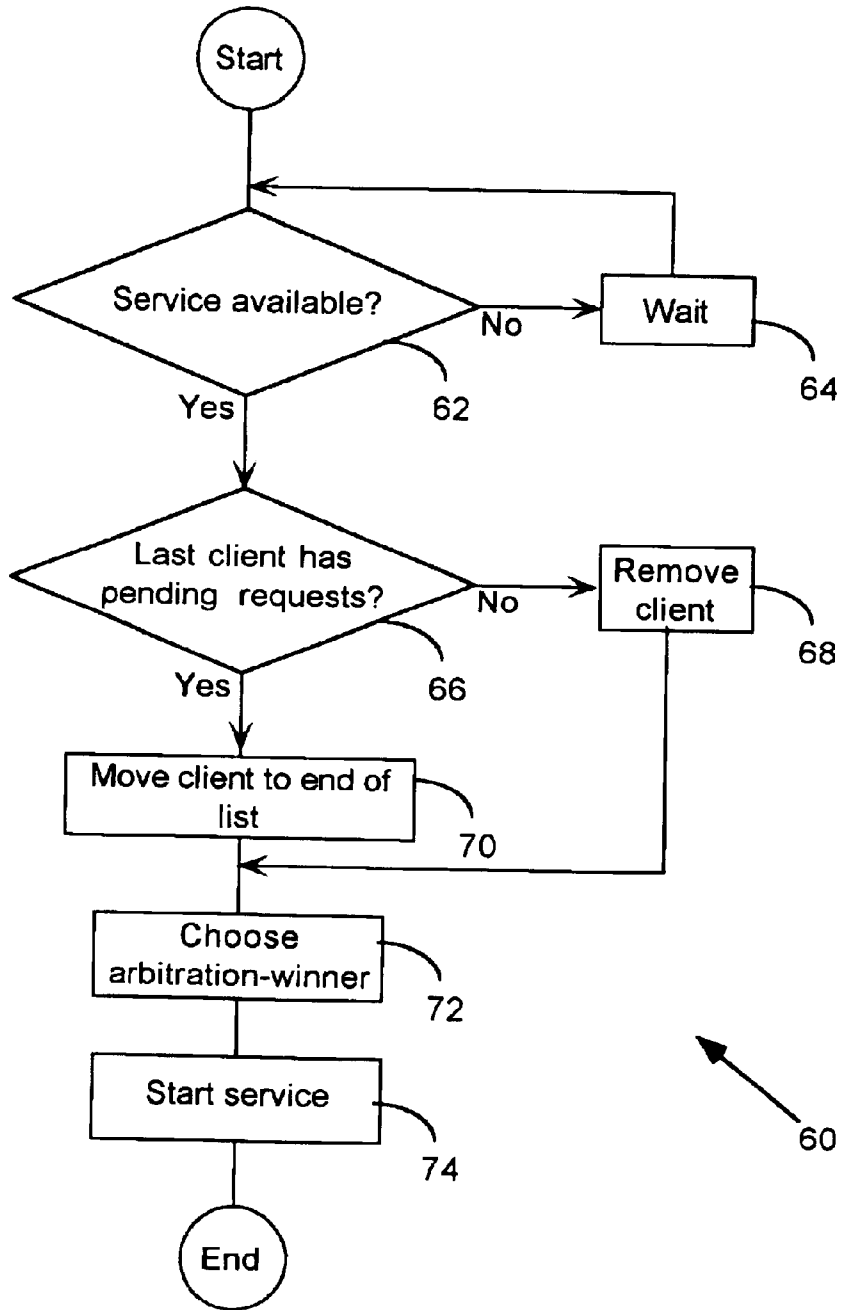 Start
Service available?
No
Wait
64
62
Yes
Last client has
pending requests?
No
Remove
client
68
66
Yes
Move client to end of
list
70
Choose
arbitration-winner
72
Start service
74
60
End